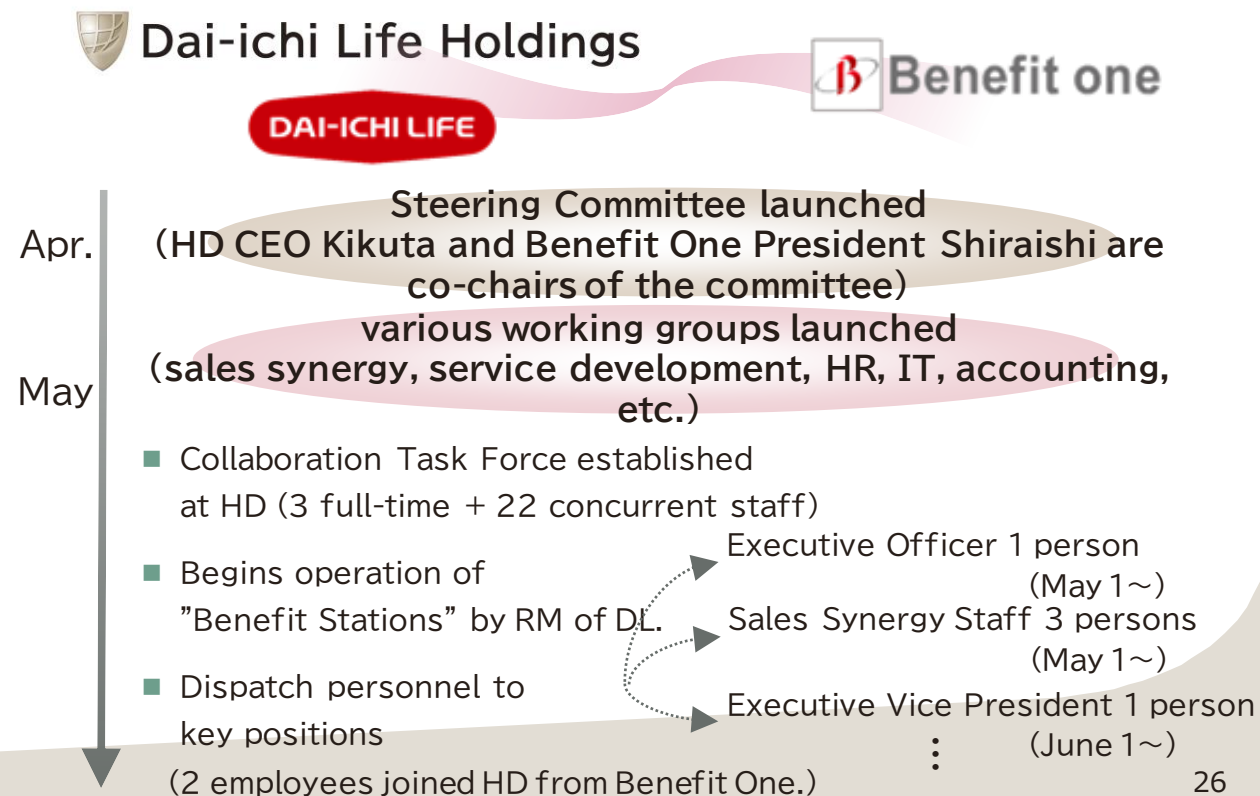 Dai-ichi Life Holdings
Benefit one
DAI-ICHI LIFE
Apr.
Steering Committee launched
(HD CEO Kikuta and Benefit One President Shiraishi are
co-chairs of the committee)
various working groups launched
May
(sales synergy, service development, HR, IT, accounting,
etc.)
■ Collaboration Task Force established
at HD (3 full-time + 22 concurrent staff)
■ Begins operation of
”Benefit Stations” by RM of DL.
■ Dispatch personnel to
key positions
(2 employees joined HD from Benefit One.)
Executive Officer 1 person
(May 1~)
Sales Synergy Staff 3 persons
(May 1~)
Executive Vice President 1 person
(June 1~)
⋮
26